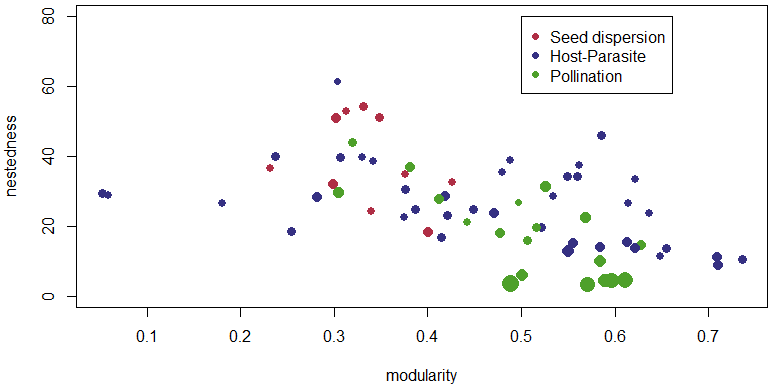 Seed dispersion
Host-Parasite
Pollination
80
60
40
20
0
nestedness
0.1 0.2 0.3 0.4 0.5 0.6 0.7
modularity